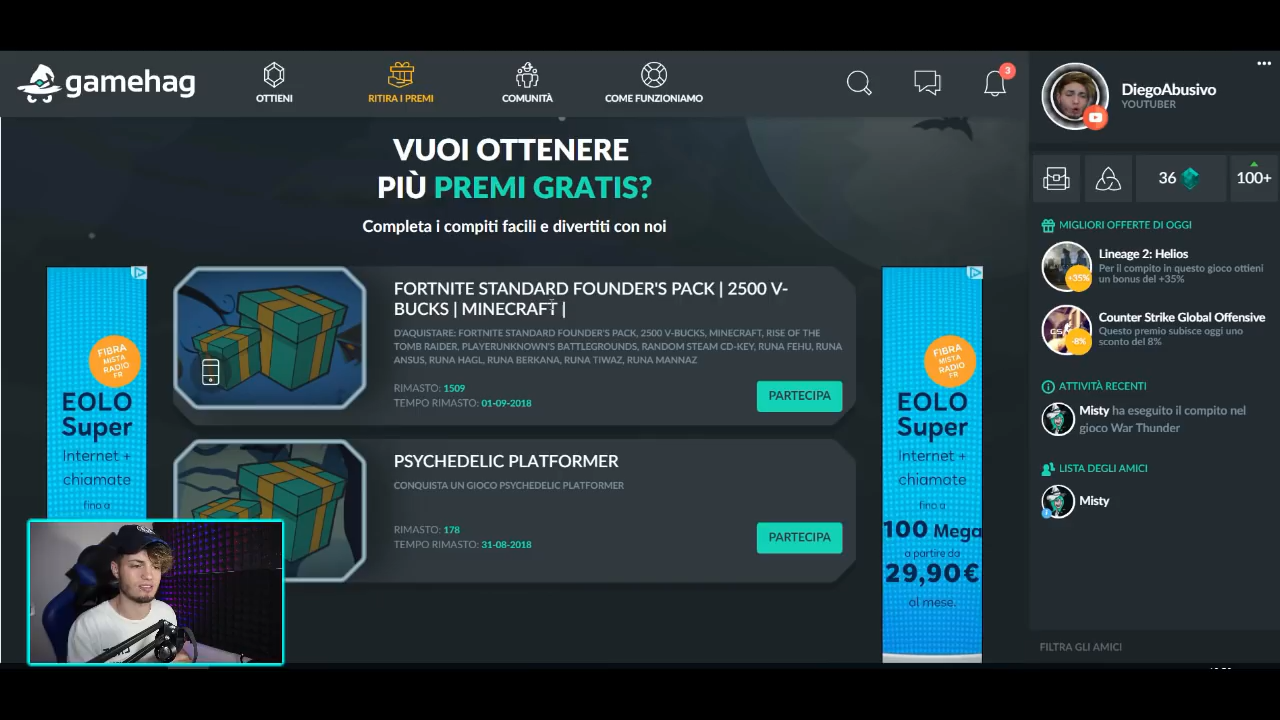 gamehag
OTTIENI
RITIRA I PREMI
COMUNITÀ
COME FUNZIONIAMO
3
DiegoAbusivo
YOUTUBER
36
100+
VUOI OTTENERE
PIÙ PREMI GRATIS?
Completa i compiti facili e divertiti con noi
FORTNITE STANDARD FOUNDER'S PACK | 2500 V-
BUCKS | MINECRAFT |
D'AQUISTARE: FORTNITE STANDARD FOUNDER'S PACK, 2500 V-BUCKS, MINECRAFT, RISE OF THE
TOMB RAIDER, PLAYERUNKNOWN'S BATTLEGROUNDS, RANDOM STEAM CD-KEY, RUNA FEHU, RUNA
ANSUS, RUNA HAGL, RUNA BERKANA, RUNA TIWAZ, RUNA MANNAZ
RIMASTO: 1509
TEMPO RIMASTO: 01-09-2018
PARTECIPA
PSYCHEDELIC PLATFORMER
CONQUISTA UN GIOCO PSYCHEDELIC PLATFORMER
RIMASTO: 178
TEMPO RIMASTO: 31-08-2018
PARTECIPA
FIBRA
MISTA
RADIO
FR
EOLO
Super
Internet +
chiamate
fino a
FIBRA
MISTA
RADIO
FR
EOLO
Super
Internet +
chiamate
fino a
100 Mega
a partire da
29,90€
al mese.
MIGLIORI OFFERTE DI OGGI
Lineage 2: Helios
Per il compito in questo gioco ottieni
un bonus del +35%
+35%
Counter Strike Global Offensive
Questo premio subisce oggi uno
sconto del 8%
-8%
ATTIVITÀ RECENTI
Misty ha eseguito il compito nel
gioco War Thunder
LISTA DEGLI AMICI
Misty
FILTRA GLI AMICI